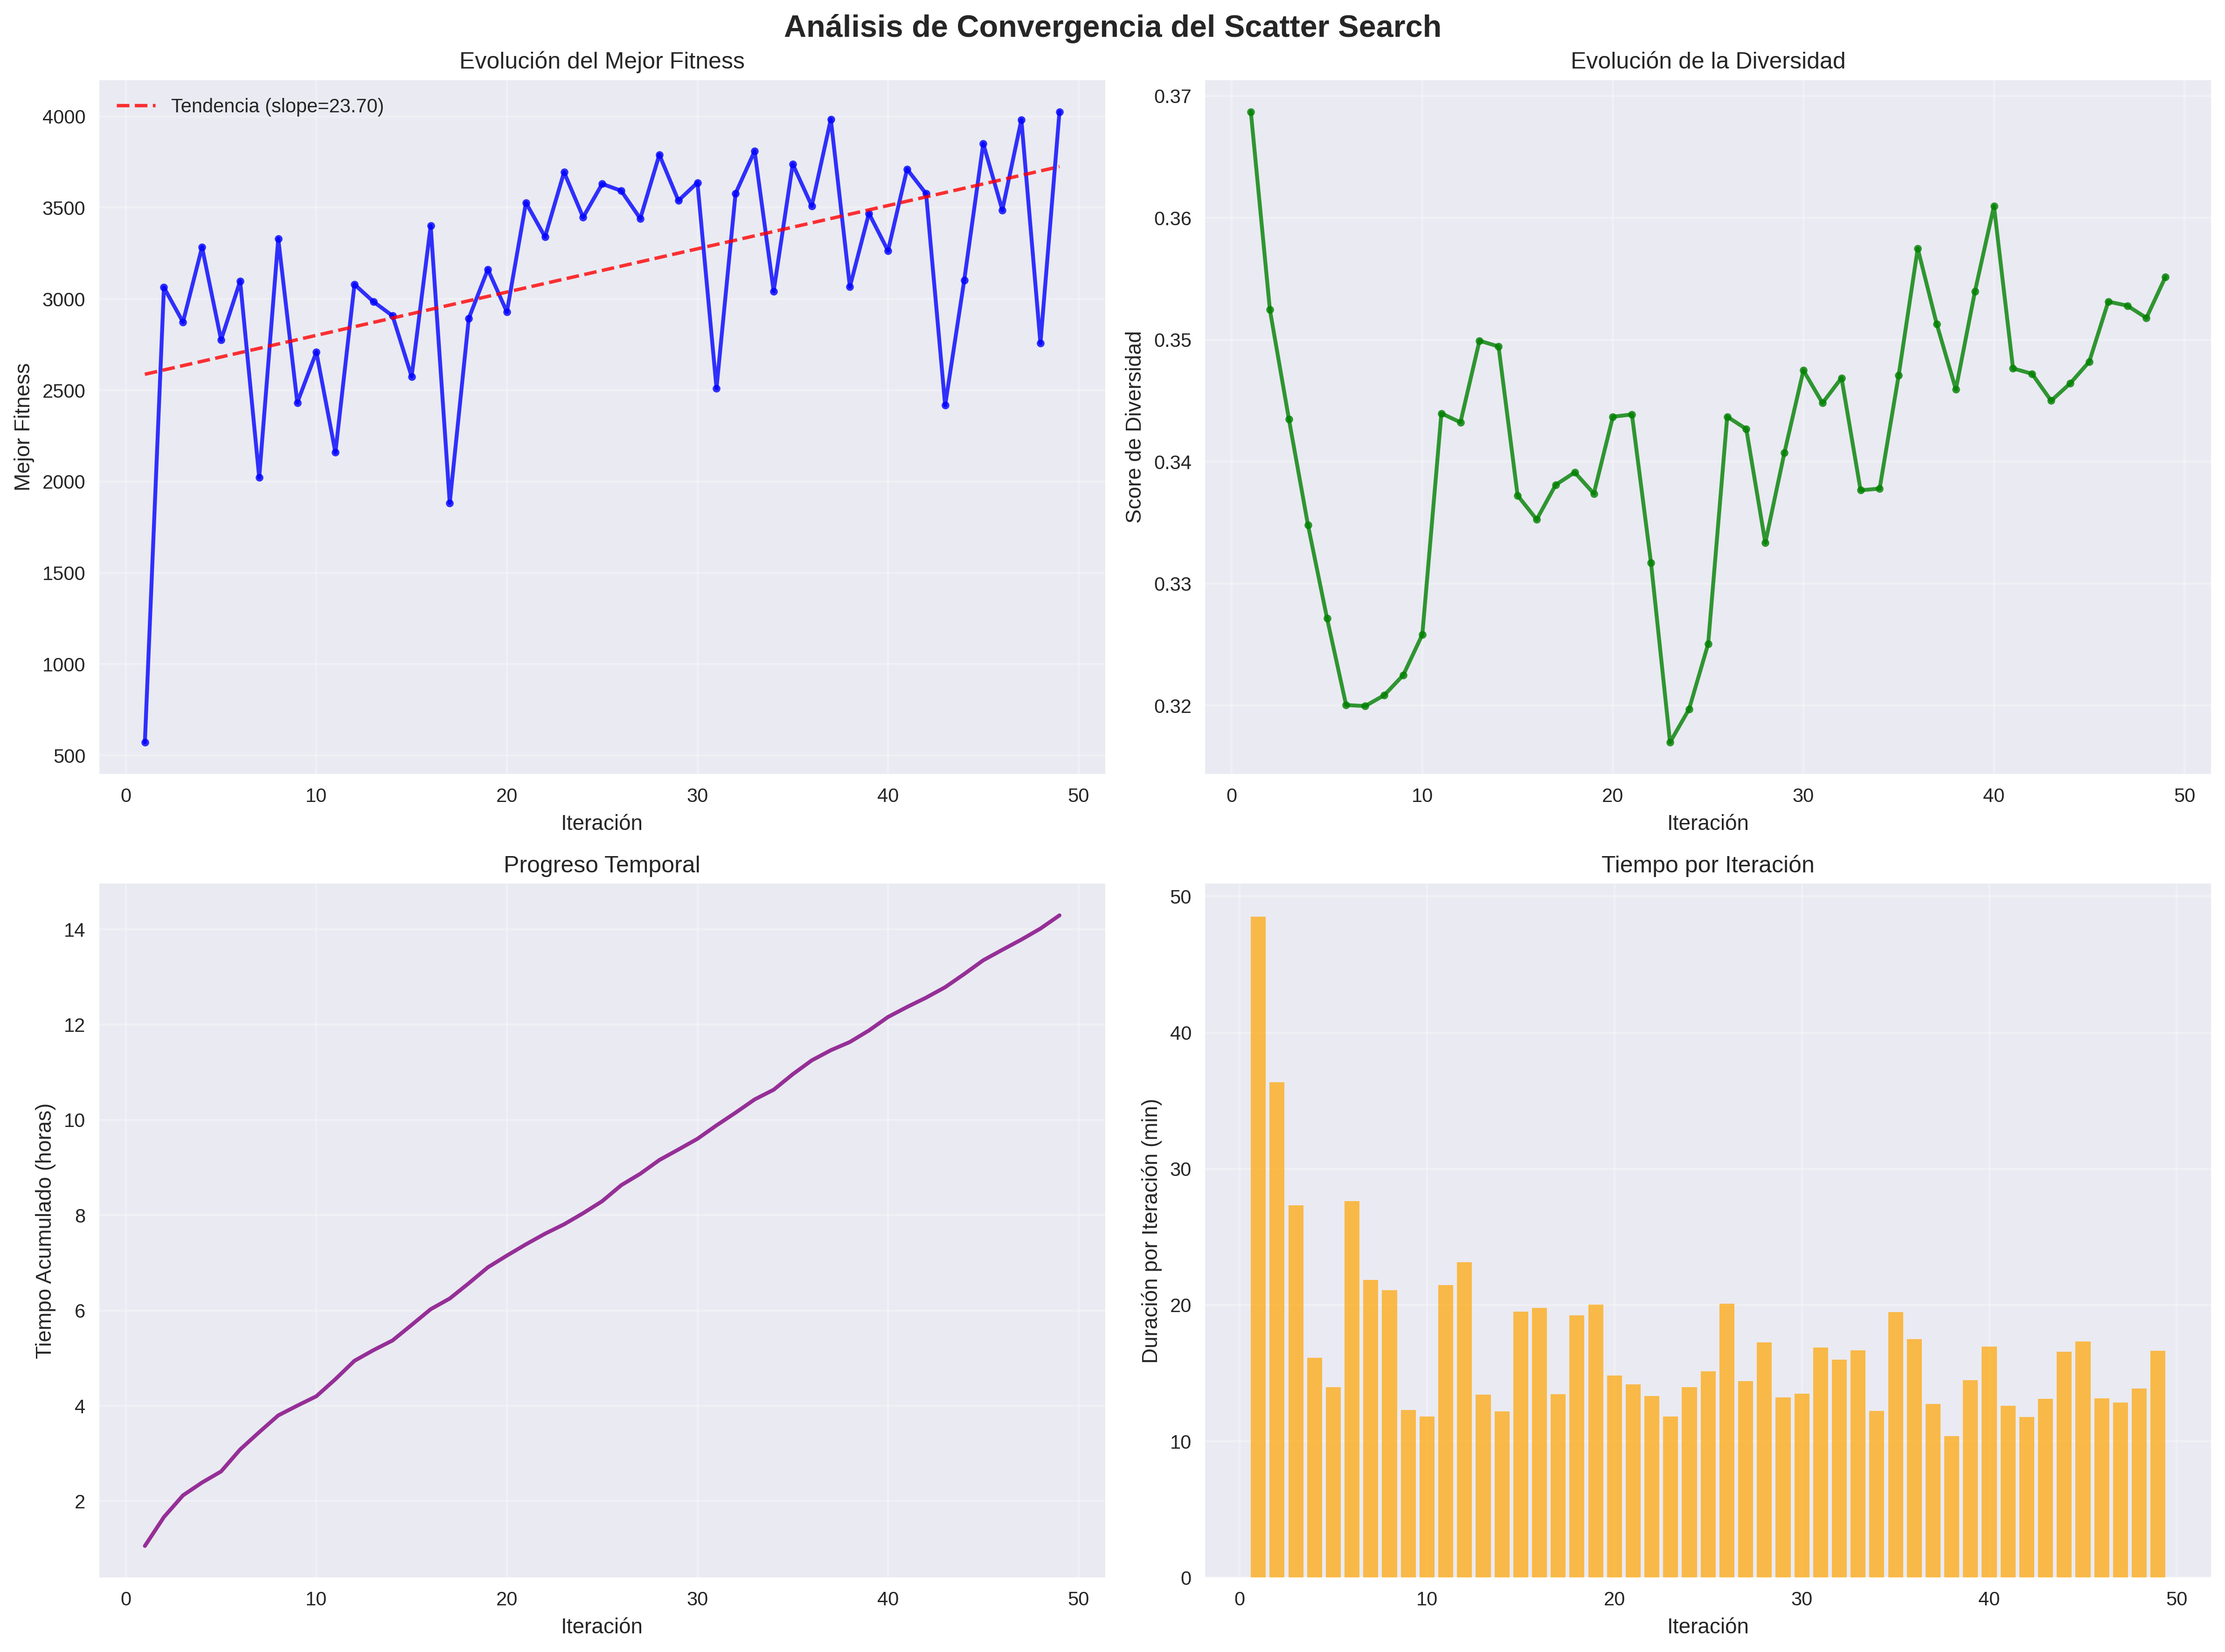 Análisis de Convergencia del Scatter Search
Evolución del Mejor Fitness
Tendencia (slope=23.70)
Mejor Fitness
4000
3500
3000
2500
2000
1500
1000
500
0 10 20 30 40 50
Iteración
Evolución de la Diversidad
Score de Diversidad
0.37
0.36
0.35
0.34
0.33
0.32
0 10 20 30 40 50
Iteración
Progreso Temporal
Tiempo Acumulado (horas)
14
12
10
8
6
4
2
0 10 20 30 40 50
Iteración
Tiempo por Iteración
Duración por Iteración (min)
50
40
30
20
10
0
0 10 20 30 40 50
Iteración